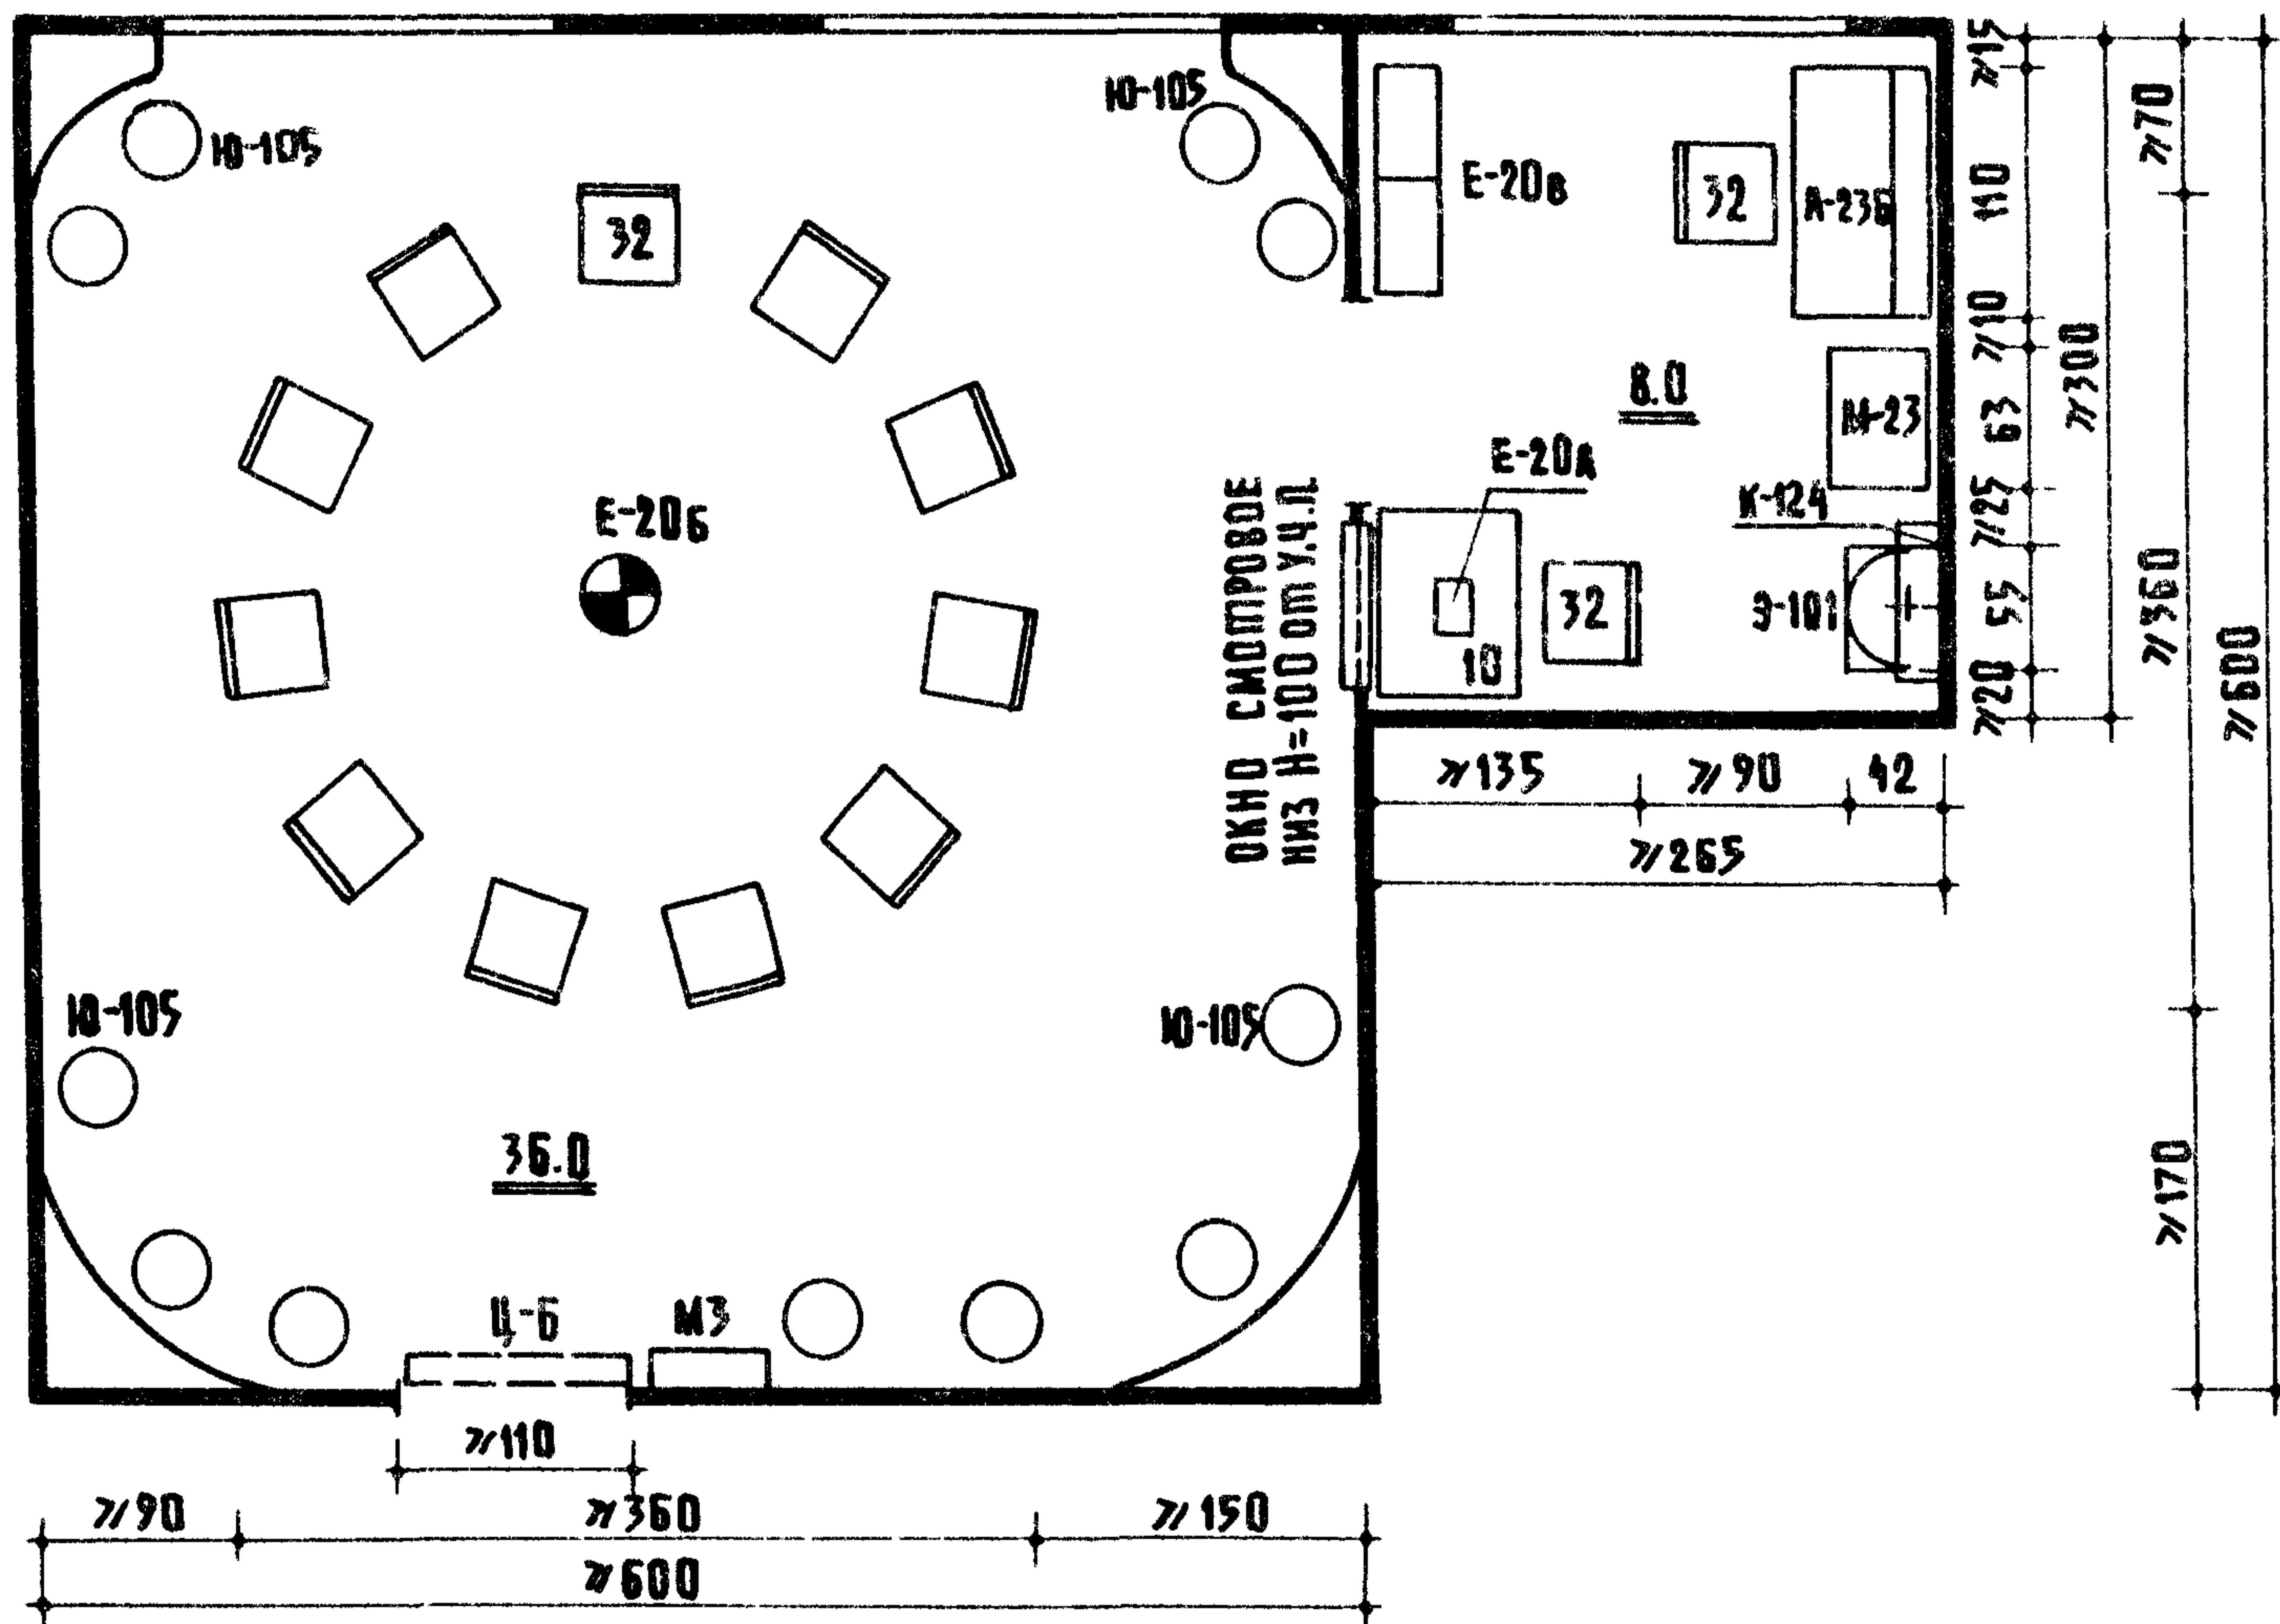 Ю-105
Ю-105
32
Е-20в
32
А-23Б
⩾15
110
⩾10
63
⩾25
55
⩾20
⩾300
⩾70
⩾360
⩾170
⩾600
8.0
М-23
Е-20а
К-124
Э-101
32
10
Е-20б
ОКНО СМОТРОВОЕ
НИЗ Н=100 от У.Ч.П.
⩾135
⩾90
42
⩾265
Ю-105
Ю-105
36.0
Ц-6
М3
⩾110
⩾90
⩾360
⩾150
⩾600